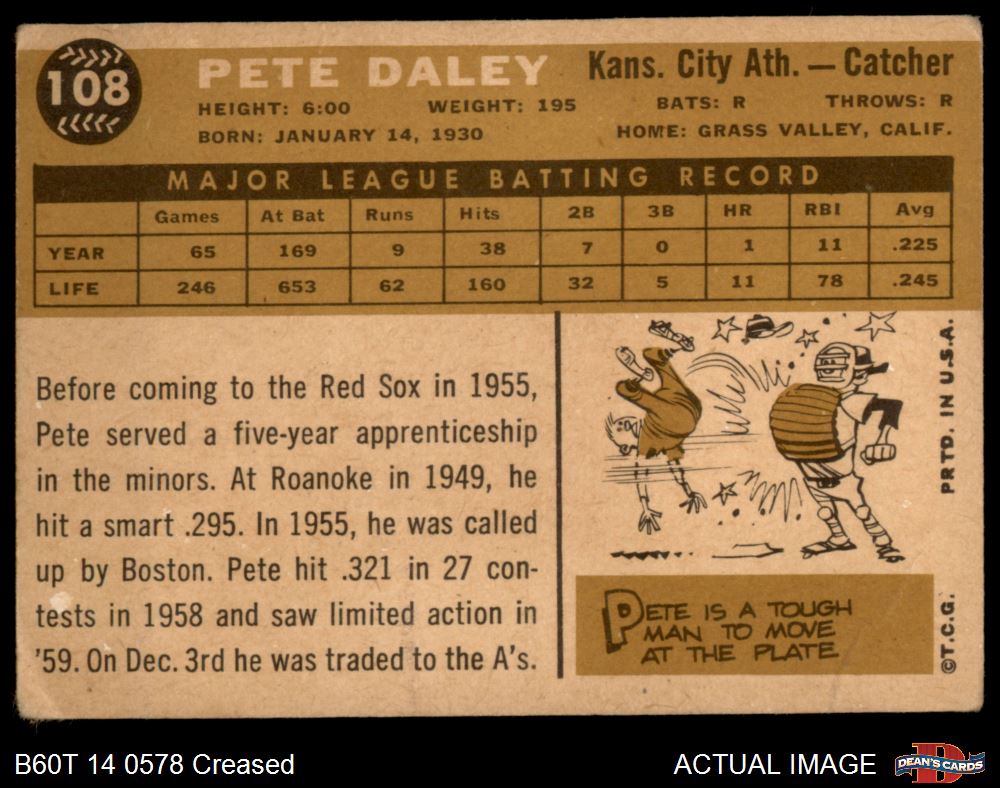 108
PETE DALEY
Kans. City Ath. — Catcher
HEIGHT: 6:00 WEIGHT: 195 BATS: R THROWS: R
BORN: JANUARY 14, 1930 HOME: GRASS VALLEY, CALIF.
MAJOR LEAGUE BATTING RECORD
Games At Bat Runs Hits 2B 3B HR RBI Avg
YEAR 65 169 9 38 7 0 1 11 .225
LIFE 246 653 62 160 32 5 11 78 .245
Before coming to the Red Sox in 1955,
Pete served a five-year apprenticeship
in the minors. At Roanoke in 1949, he
hit a smart .295. In 1955, he was called
up by Boston. Pete hit .321 in 27 con-
tests in 1958 and saw limited action in
'59. On Dec. 3rd he was traded to the A's.
PETE IS A TOUGH
MAN TO MOVE
AT THE PLATE
©T.C.G. PRTD. IN U.S.A.
B60T 14 0578 Creased
ACTUAL IMAGE
D
DEAN'S CARDS